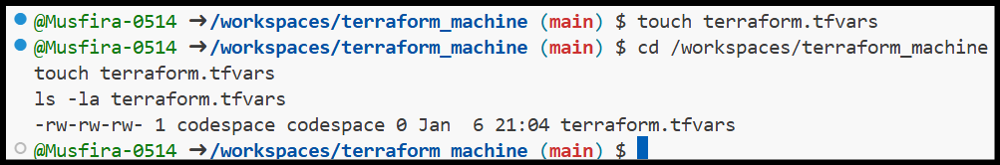 @Musfira-0514 ➜/workspaces/terraform_machine (main) $ touch terraform.tfvars
@Musfira-0514 ➜/workspaces/terraform_machine (main) $ cd /workspaces/terraform_machine
touch terraform.tfvars
ls -la terraform.tfvars
-rw-rw-rw- 1 codespace codespace 0 Jan  6 21:04 terraform.tfvars
@Musfira-0514 ➜/workspaces/terraform_machine (main) $